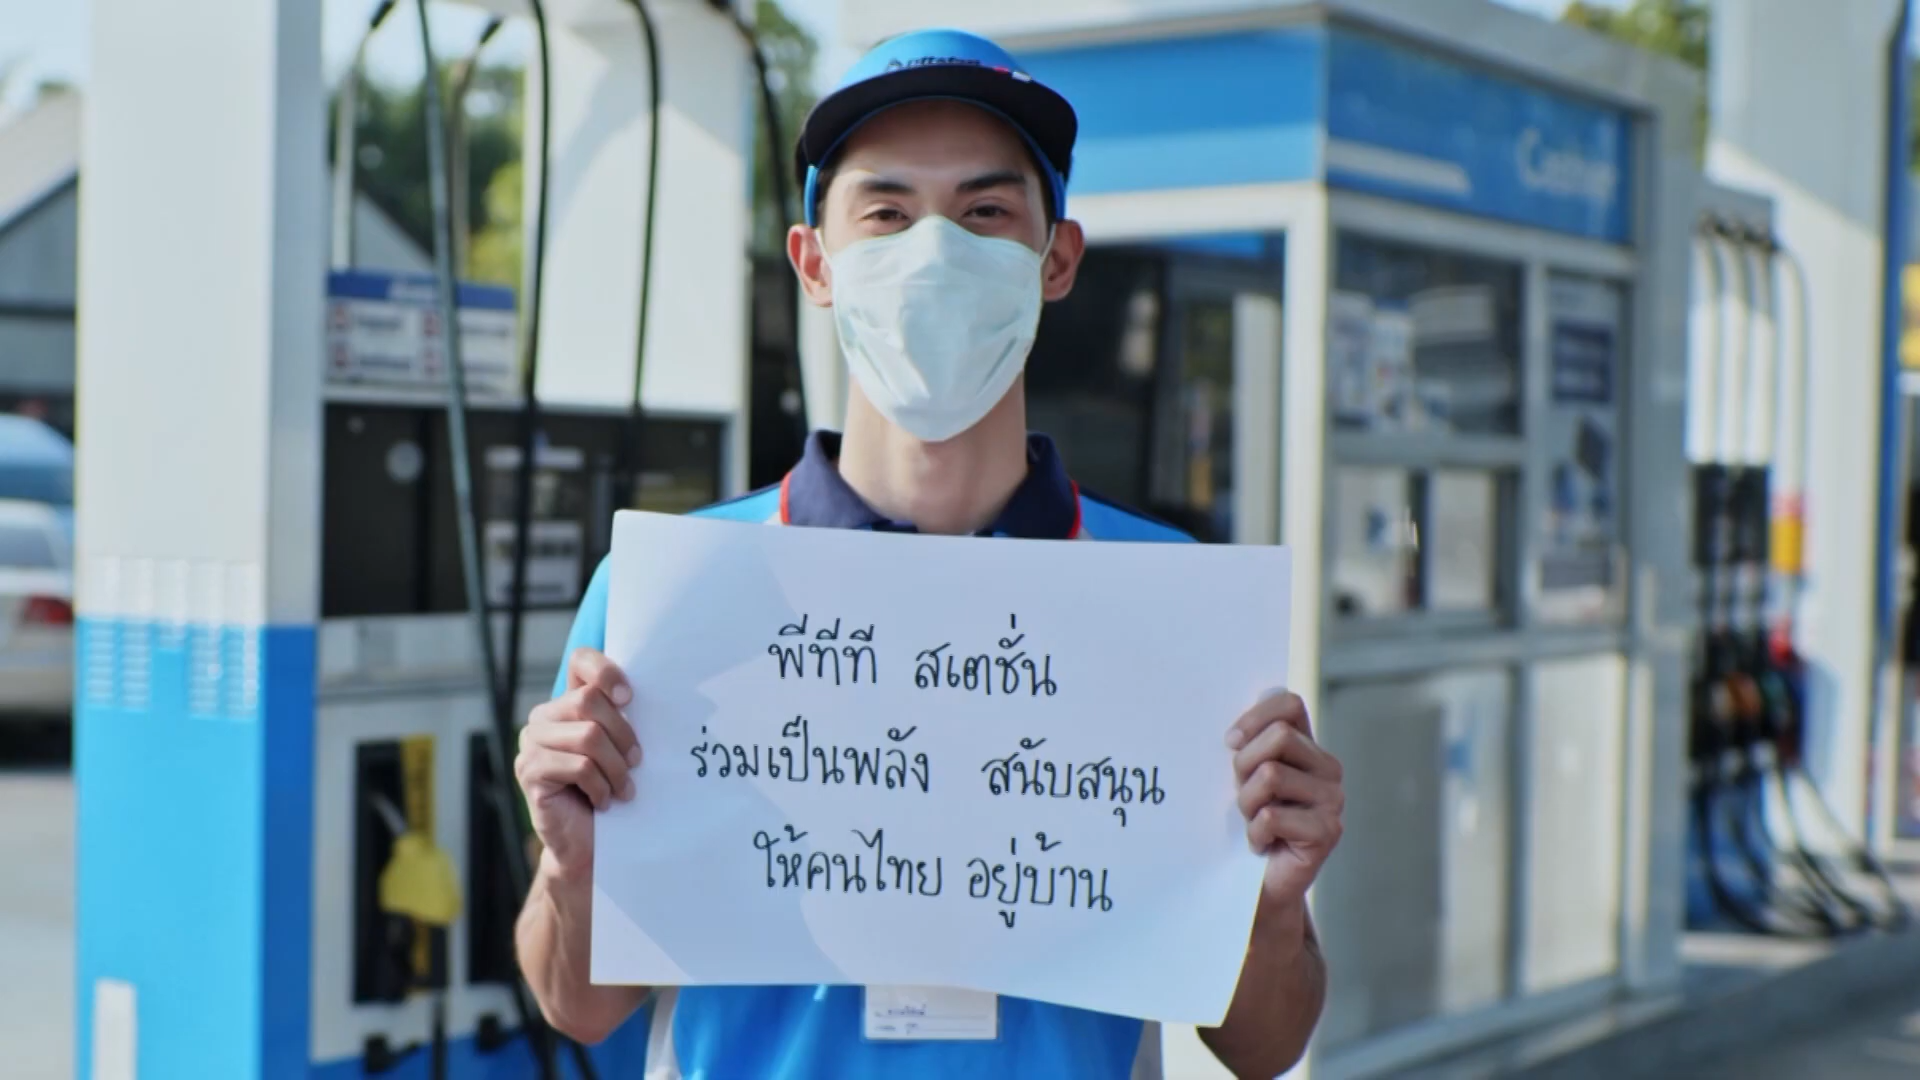 พีทีที สเตชั่น
ร่วมเป็นพลัง สนับสนุน
ให้คนไทย อยู่บ้าน